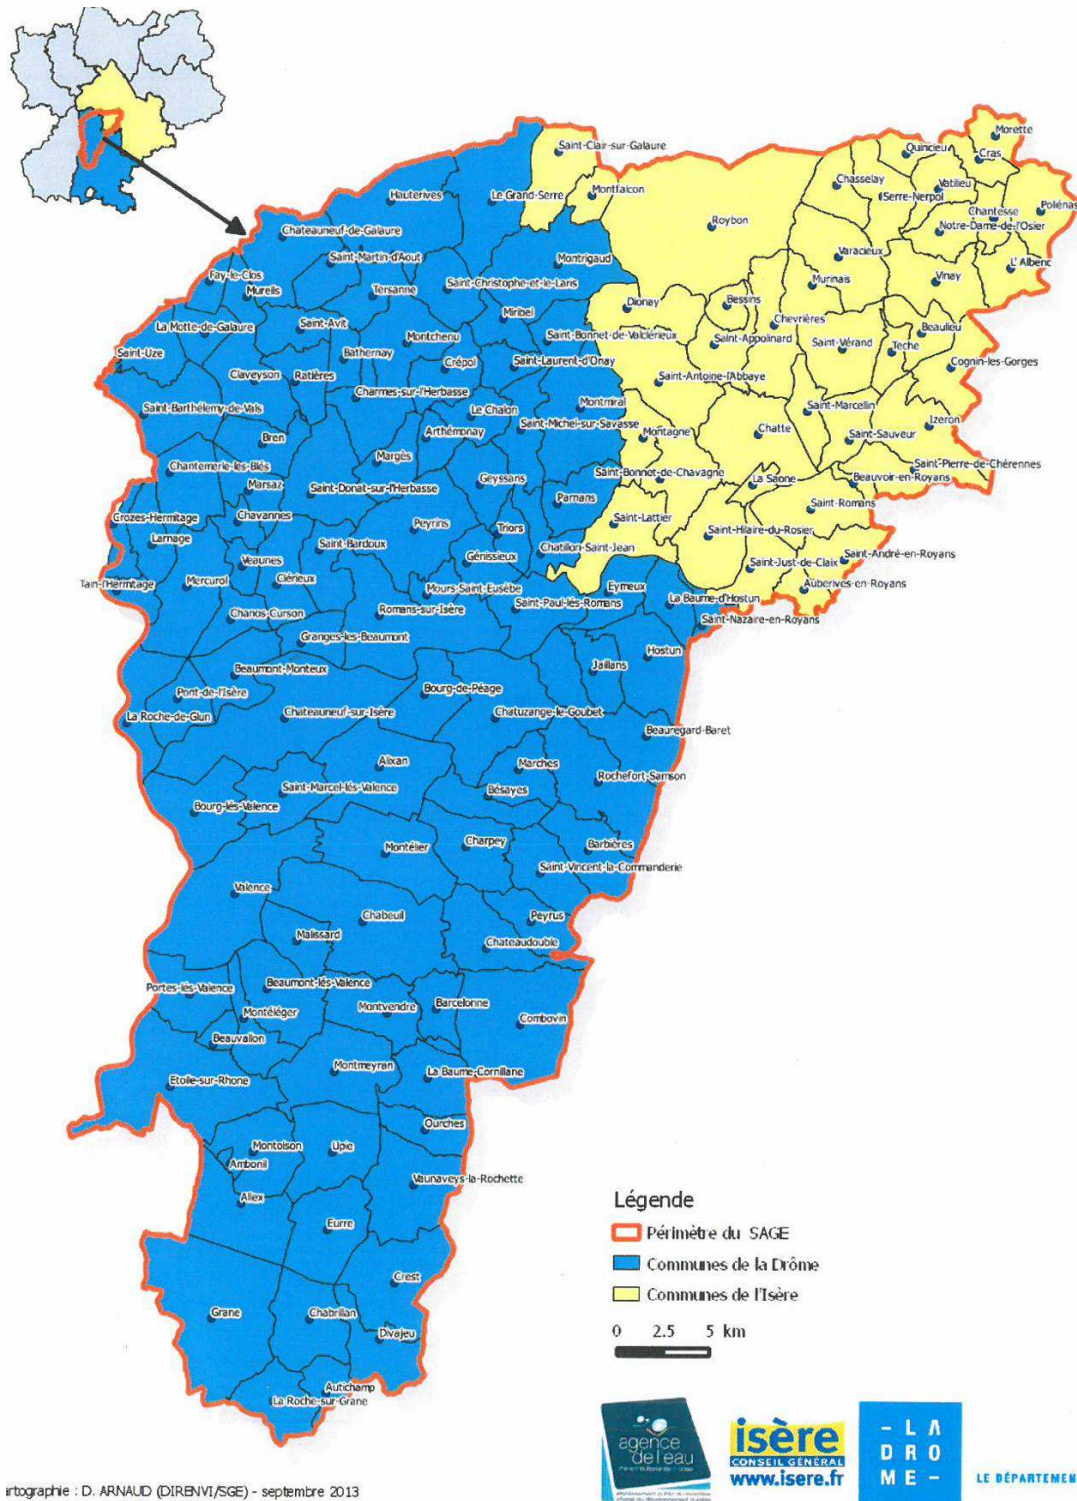 Morette
Saint-Clair-sur-Galaure
Quincieu
Cras
Chasselay
Vatilieu
Hauterives
Le Grand-Serre
Montfalcon
Serre-Nerpol
Poliénas
Chantesse
Roybon
Notre-Dame-de-l'Osier
Chateauneuf-de-Galaure
Saint-Martin-d'Aout
Montrigaud
Varacieux
L'Albenc
Fay-le-Clos
Mureils
Tersanne
Saint-Christophe-et-le-Laris
Murinais
Vinay
Dionay
Bessins
Miribel
La Motte-de-Galaure
Saint-Avit
Chevrières
Beaulieu
Montchenu
Saint-Bonnet-de-Valclérieux
Saint-Appolinard
Saint-Vérand
Teche
Saint-Uze
Bathernay
Crépol
Saint-Laurent-d'Onay
Cognin-les-Gorges
Claveyson
Ratières
Saint-Antoine-l'Abbaye
Charmes-sur-l'Herbasse
Saint-Barthélemy-de-Vals
Le Chalon
Montmiral
Saint-Marcellin
Izeron
Bren
Arthémonay
Saint-Michel-sur-Savasse
Montagne
Chatte
Saint-Sauveur
Chantemerle-les-Blés
Margès
Saint-Pierre-de-Chérennes
Marsaz
Saint-Donat-sur-l'Herbasse
Geyssans
Saint-Bonnet-de-Chavagne
La Saône
Beauvoir-en-Royans
Parnans
Saint-Romans
Crozes-Hermitage
Chavannes
Peyrins
Triors
Saint-Lattier
Saint-Hilaire-du-Rosier
Larnage
Saint-Bardoux
Génissieux
Chatillon-Saint-Jean
Saint-André-en-Royans
Veaunes
Saint-Just-de-Claix
Tain-l'Hermitage
Mercurol
Clérieux
Mours-Saint-Eusèbe
Eymeux
Auberives-en-Royans
Saint-Paul-lés-Romans
La Baume-d'Hostun
Chanos-Curson
Romans-sur-Isère
Saint-Nazaire-en-Royans
Granges-les-Beaumont
Hostun
Beaumont-Monteux
Jaillans
Pont-de-l'Isère
Bourg-de-Péage
La Roche-de-Glun
Chateauneuf-sur-Isère
Chatuzange-le-Goubet
Beauregard-Baret
Alixan
Marches
Rochefort-Samson
Saint-Marcel-lés-Valence
Bésayes
Bourg-lés-Valence
Montélier
Charpey
Barbières
Saint-Vincent-la-Commanderie
Valence
Chabeuil
Peyrus
Malissard
Chateaudouble
Portes-lés-Valence
Beaumont-lés-Valence
Montvendre
Barcelonne
Montéléger
Combovin
Beauvallon
Montmeyran
La Baume-Cornillane
Etoile-sur-Rhone
Ourches
Montoison
Upie
Ambonil
Vaunaveys-la-Rochette
Allex
Eurre
Crest
Grane
Chabrillan
Divajeu
Autichamp
La Roche-sur-Grane
Légende
Périmètre du SAGE
Communes de la Drôme
Communes de l'Isère
0 2.5 5 km
agence
de l'eau
isère
CONSEIL GÉNÉRAL
www.isere.fr
- LA
DRO
ME -
LE DÉPARTEMEN
artographie : D. ARNAUD (DIRENVI/SGE) - septembre 2013